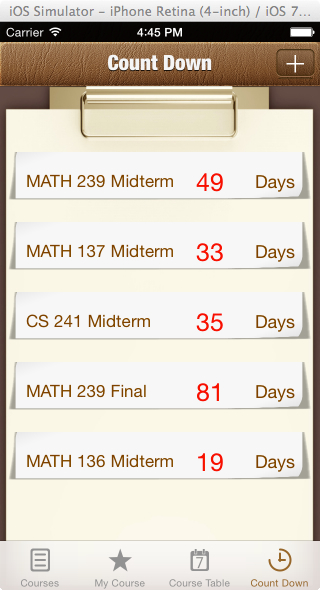 iOS Simulator – iPhone Retina (4-inch) / iOS 7...
Carrier 4:45 PM
Count Down
MATH 239 Midterm 49 Days
MATH 137 Midterm 33 Days
CS 241 Midterm 35 Days
MATH 239 Final 81 Days
MATH 136 Midterm 19 Days
7
Courses My Course Course Table Count Down